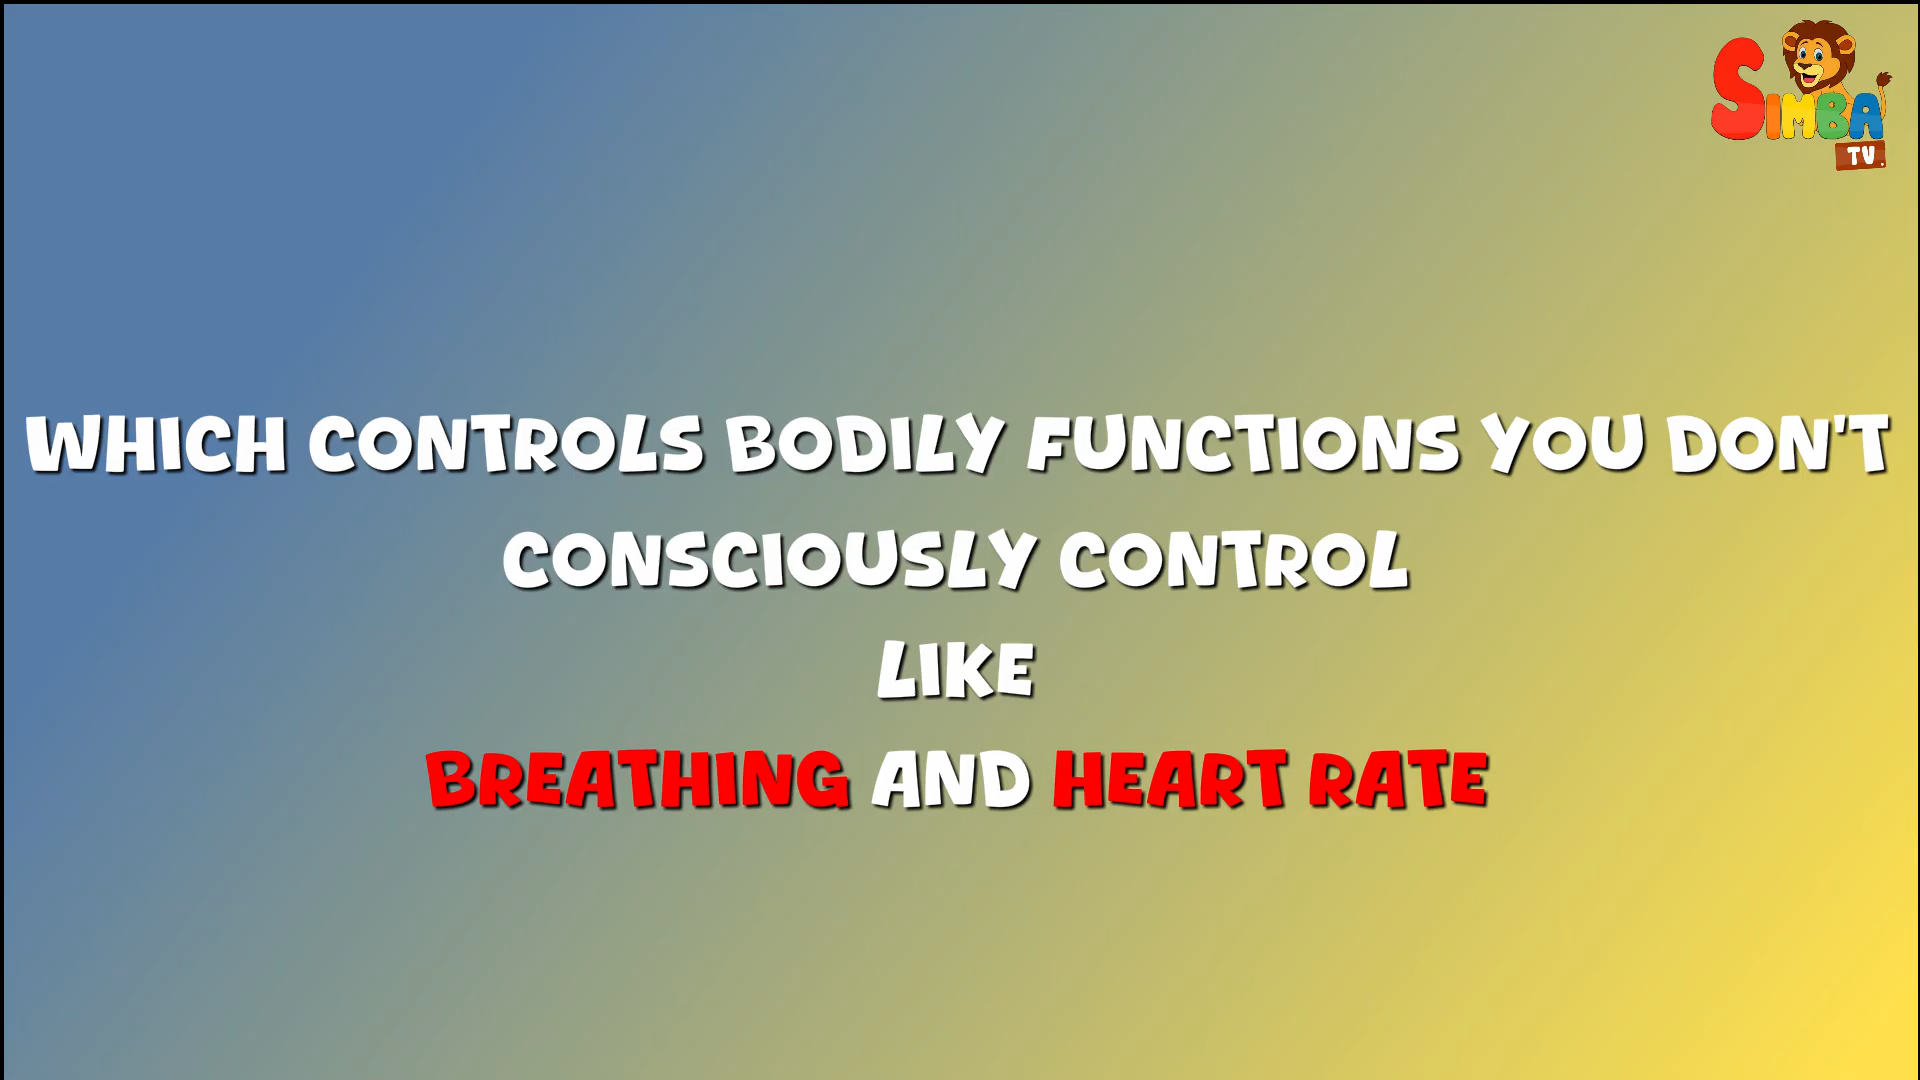 SIMBA
TV
WHICH CONTROLS BODILY FUNCTIONS YOU DON'T
CONSCIOUSLY CONTROL
LIKE
BREATHING AND HEART RATE